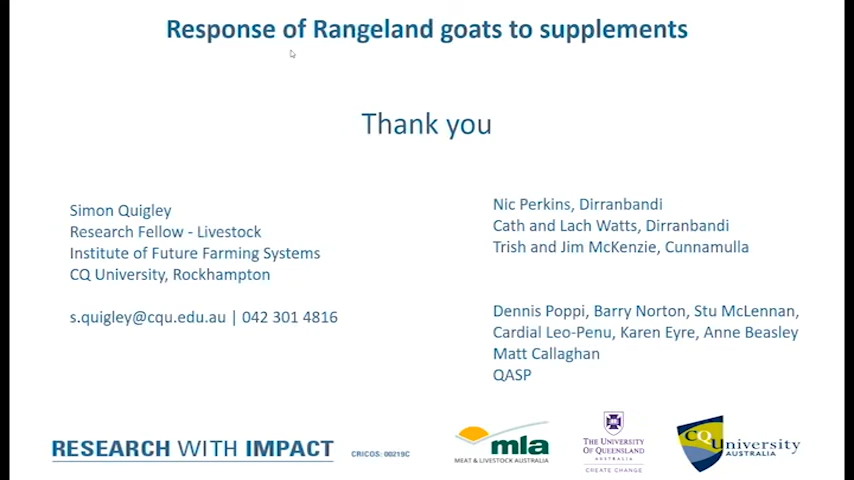 Response of Rangeland goats to supplements
Thank you
Simon Quigley
Research Fellow - Livestock
Institute of Future Farming Systems
CQ University, Rockhampton
s.quigley@cqu.edu.au | 042 301 4816
Nic Perkins, Dirranbandi
Cath and Lach Watts, Dirranbandi
Trish and Jim McKenzie, Cunnamulla
Dennis Poppi, Barry Norton, Stu McLennan,
Cardial Leo-Penu, Karen Eyre, Anne Beasley
Matt Callaghan
QASP
RESEARCH WITH IMPACT
CRICOS: 00219C
mla
MEAT & LIVESTOCK AUSTRALIA
THE UNIVERSITY
OF QUEENSLAND
AUSTRALIA
CREATE CHANGE
CQUniversity
AUSTRALIA